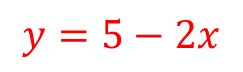 y = 5 − 2x